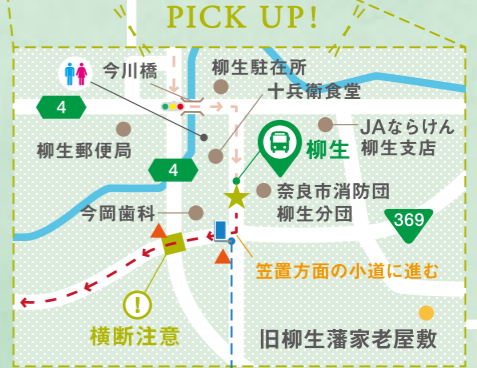 PICK UP!
今川橋
柳生駐在所
十兵衛食堂
4
柳生郵便局
柳生
JAならけん
柳生支店
4
奈良市消防団
柳生分団
今岡歯科
369
笠置方面の小道に進む
!
横断注意
旧柳生藩家老屋敷